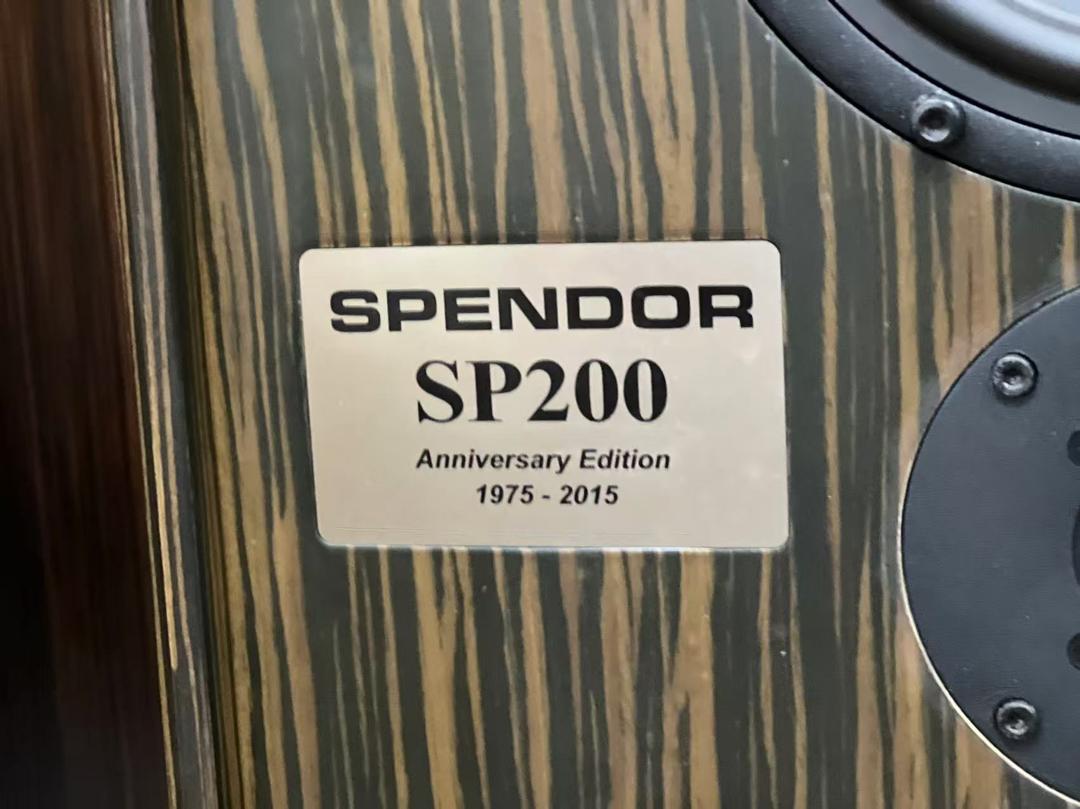 SPENDOR
SP200
Anniversary Edition
1975 - 2015